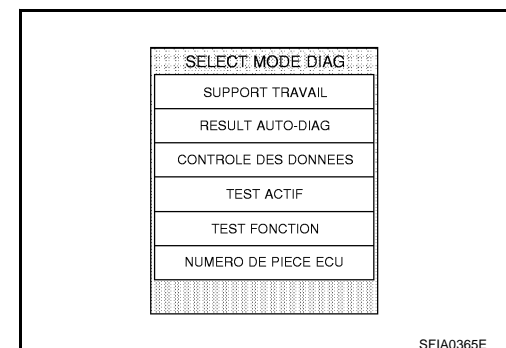 SELECT MODE DIAG
SUPPORT TRAVAIL
RESULT AUTO-DIAG
CONTROLE DES DONNEES
TEST ACTIF
TEST FONCTION
NUMERO DE PIECE ECU
SFIA0365E